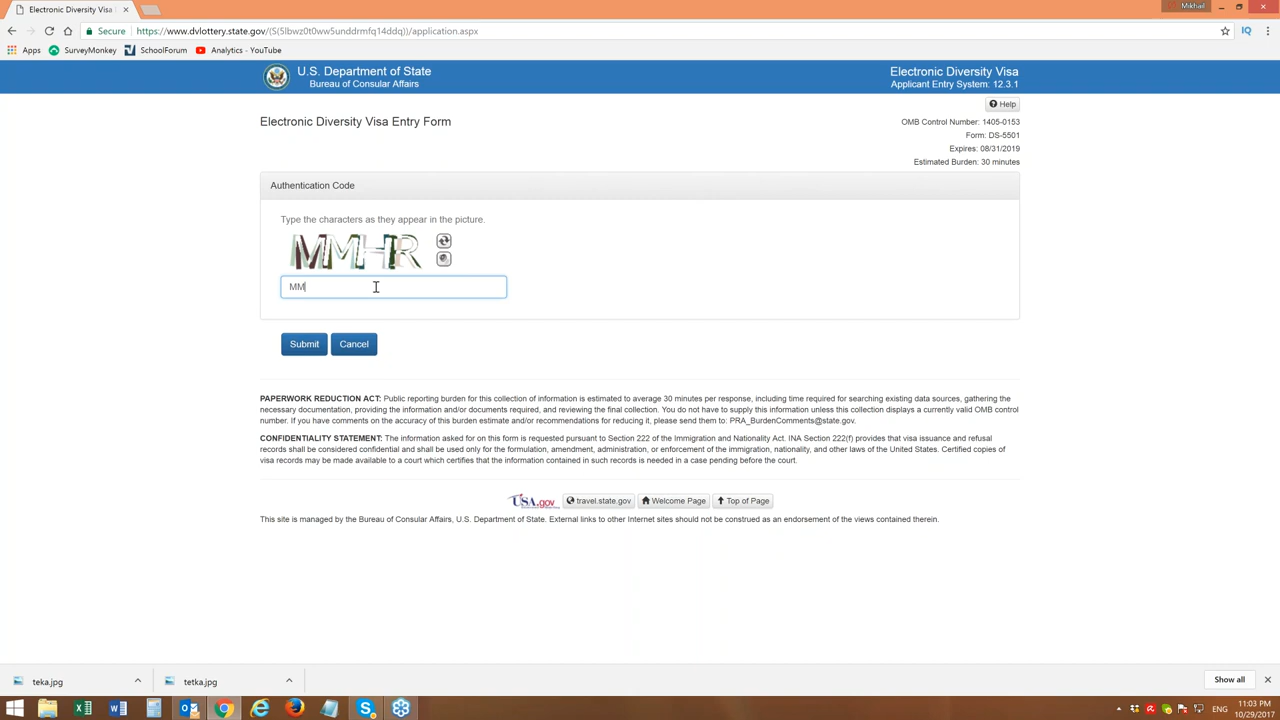 Electronic Diversity Visa
Mikhail
Secure
https://www.dvlottery.state.gov/(S(5lbwz0t0ww5unddrmfq14ddq))/application.aspx
Apps SurveyMonkey SchoolForum Analytics - YouTube
U.S. Department of State
Bureau of Consular Affairs
Electronic Diversity Visa
Applicant Entry System: 12.3.1
Help
Electronic Diversity Visa Entry Form
OMB Control Number: 1405-0153
Form: DS-5501
Expires: 08/31/2019
Estimated Burden: 30 minutes
Authentication Code
Type the characters as they appear in the picture.
MMHR
MM
Submit Cancel
PAPERWORK REDUCTION ACT: Public reporting burden for this collection of information is estimated to average 30 minutes per response, including time required for searching existing data sources, gathering the
necessary documentation, providing the information and/or documents required, and reviewing the final collection. You do not have to supply this information unless this collection displays a currently valid OMB control
number. If you have comments on the accuracy of this burden estimate and/or recommendations for reducing it, please send them to: PRA_BurdenComments@state.gov.
CONFIDENTIALITY STATEMENT: The information asked for on this form is requested pursuant to Section 222 of the Immigration and Nationality Act. INA Section 222(f) provides that visa issuance and refusal
records shall be considered confidential and shall be used only for the formulation, amendment, administration, or enforcement of the immigration, nationality, and other laws of the United States. Certified copies of
visa records may be made available to a court which certifies that the information contained in such records is needed in a case pending before the court.
USA.gov travel.state.gov Welcome Page Top of Page
This site is managed by the Bureau of Consular Affairs, U.S. Department of State. External links to other Internet sites should not be construed as an endorsement of the views contained therein.
teka.jpg tetka.jpg Show all
ENG 11:03 PM
10/29/2017